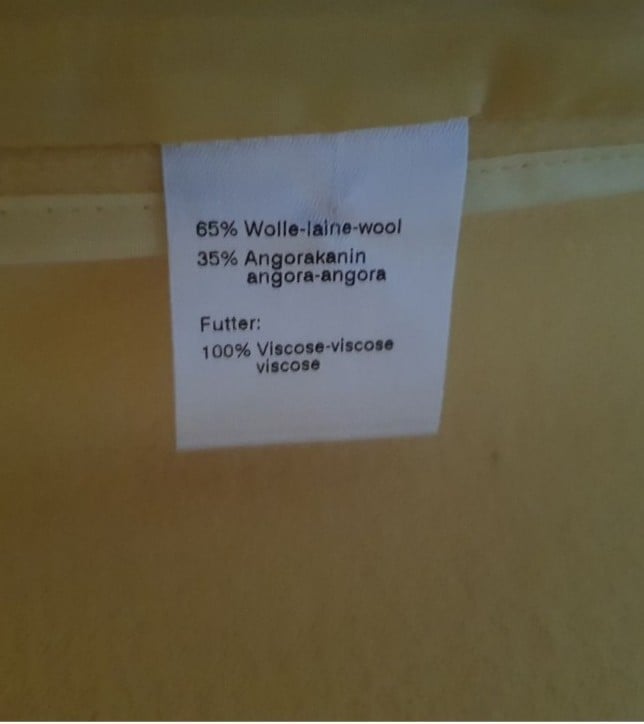 65% Wolle-laine-wool
35% Angorakanin
angora-angora
Futter:
100% Viscose-viscose
viscose